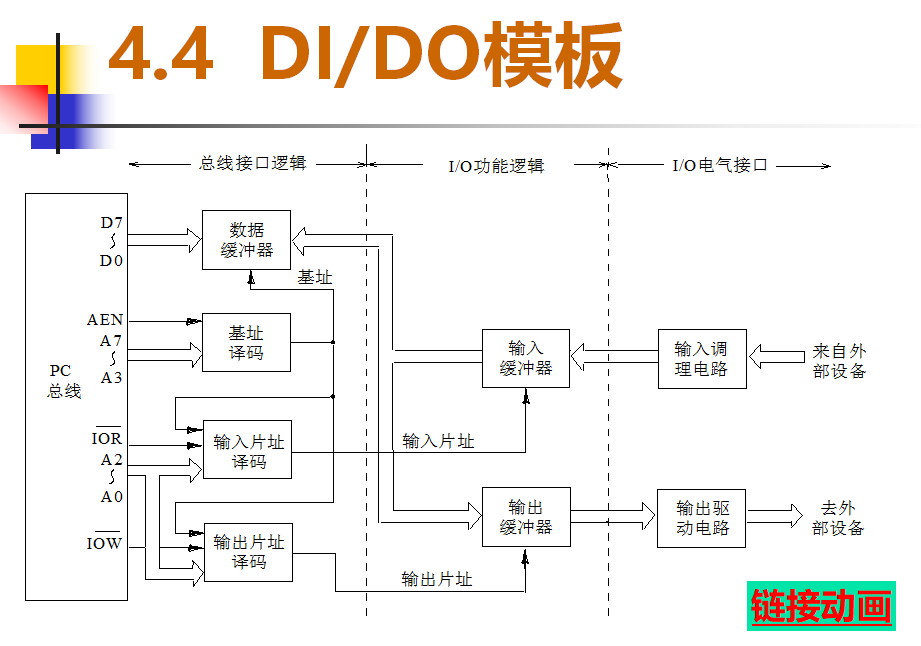 4.4 DI/DO模板
总线接口逻辑
I/O功能逻辑
I/O电气接口
D7
D0
数据
缓冲器
基址
AEN
A7
A3
基址
译码
PC
总线
输入
缓冲器
输入调
理电路
来自外
部设备
IOR
A2
A0
输入片址
译码
输入片址
IOW
输出片址
译码
输出片址
输出
缓冲器
输出驱
动电路
去外
部设备
链接动画